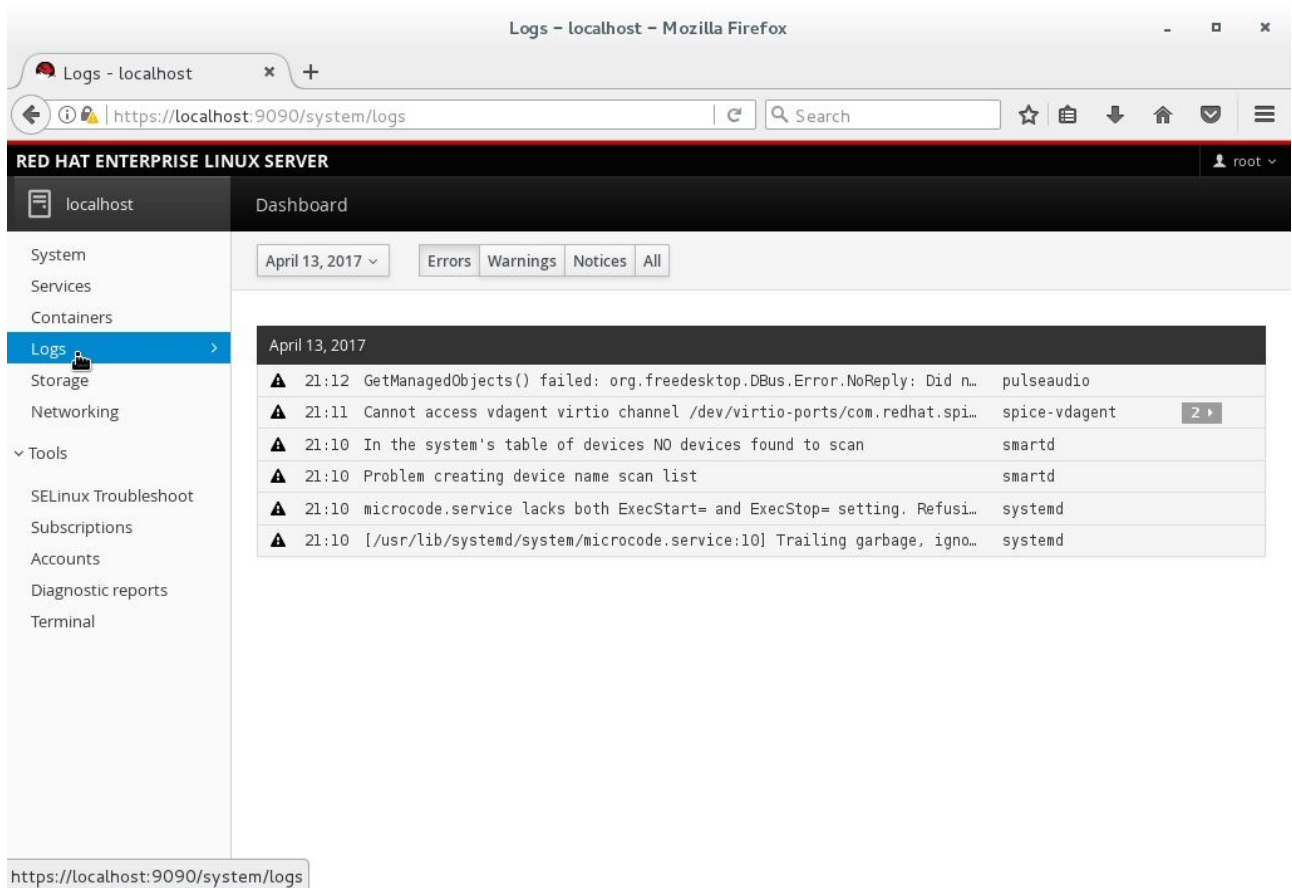 Logs – localhost – Mozilla Firefox
Logs - localhost
https://localhost:9090/system/logs
Search
RED HAT ENTERPRISE LINUX SERVER
root
localhost
Dashboard
System
Services
Containers
Logs
Storage
Networking
Tools
SELinux Troubleshoot
Subscriptions
Accounts
Diagnostic reports
Terminal
April 13, 2017
Errors Warnings Notices All
April 13, 2017
21:12 GetManagedObjects() failed: org.freedesktop.DBus.Error.NoReply: Did n… pulseaudio
21:11 Cannot access vdagent virtio channel /dev/virtio-ports/com.redhat.spi… spice-vdagent 2
21:10 In the system's table of devices NO devices found to scan smartd
21:10 Problem creating device name scan list smartd
21:10 microcode.service lacks both ExecStart= and ExecStop= setting. Refusi… systemd
21:10 [/usr/lib/systemd/system/microcode.service:10] Trailing garbage, igno… systemd
https://localhost:9090/system/logs